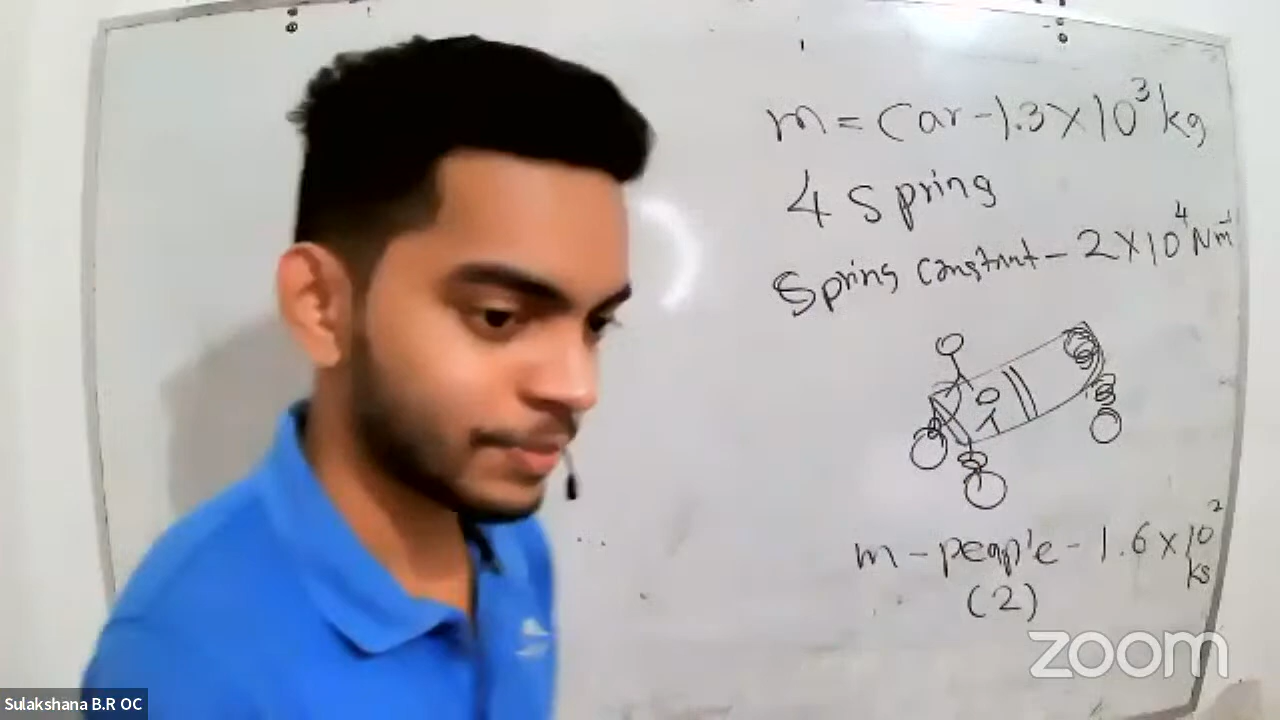 m = Car - 1.3 × 10³ kg
4 Spring
Spring constant - 2 × 10⁴ Nm⁻¹
m - people - 1.6 × 10²
kg
(2)
zoom
Sulakshana B.R OC